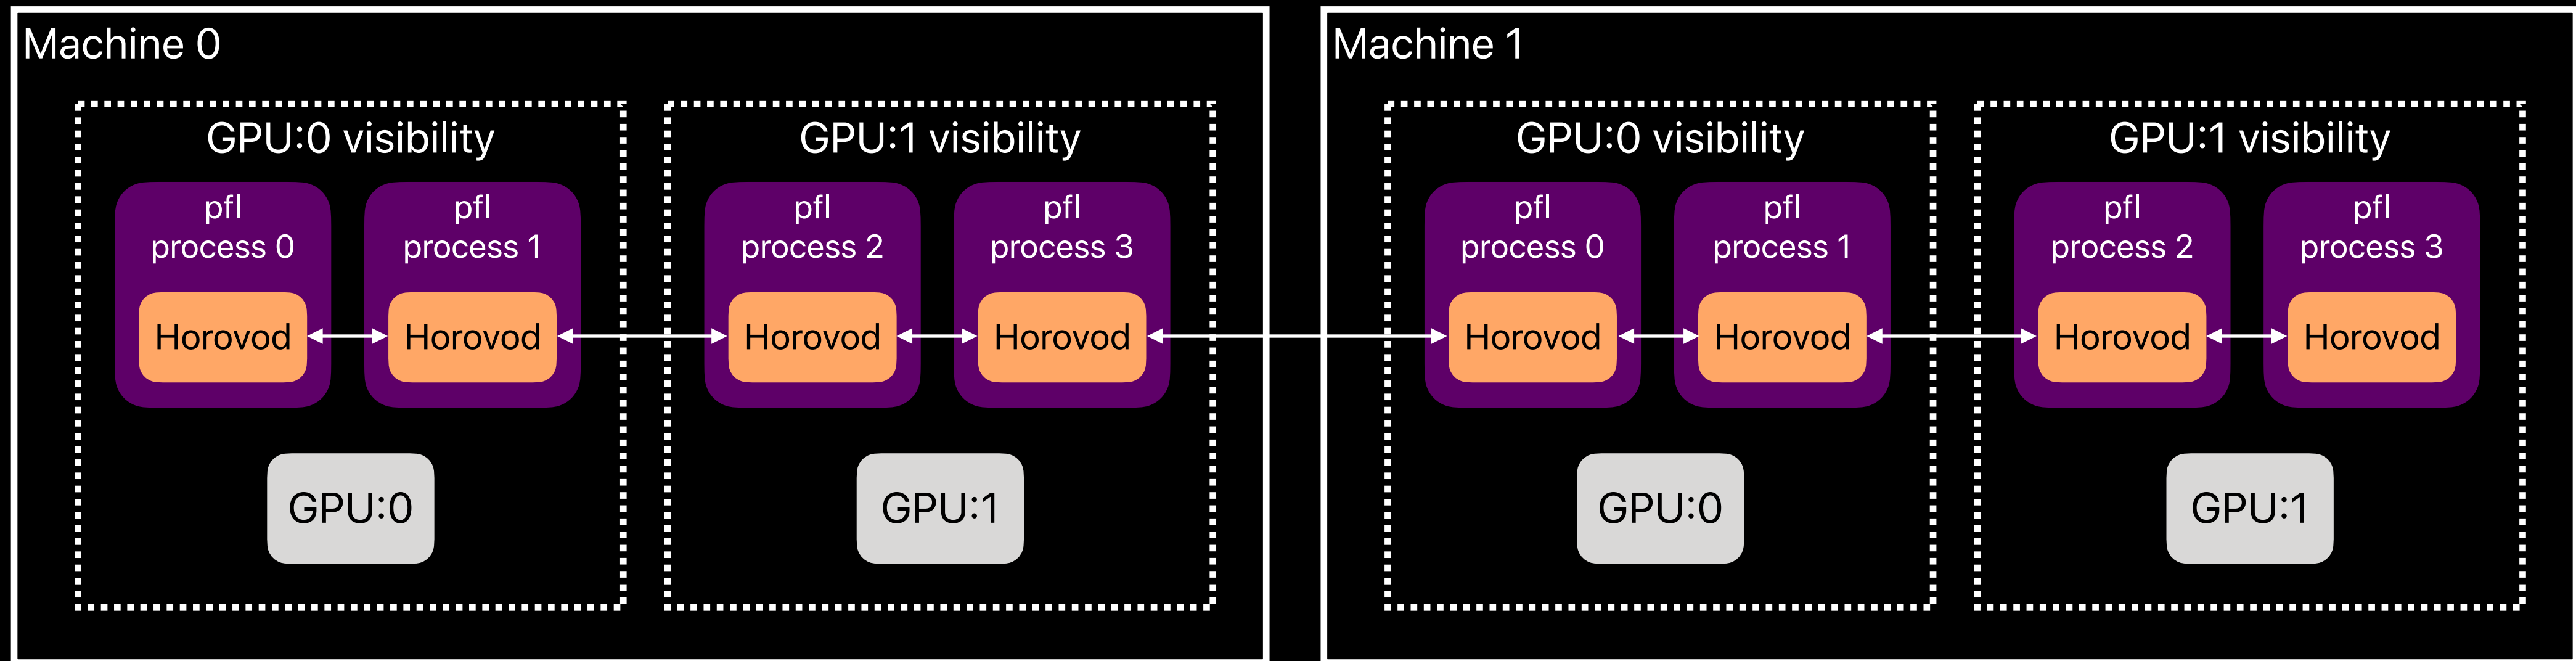 Machine 0
GPU:0 visibility
pfl
process 0
Horovod
pfl
process 1
Horovod
GPU:0
GPU:1 visibility
pfl
process 2
Horovod
pfl
process 3
Horovod
GPU:1
Machine 1
GPU:0 visibility
pfl
process 0
Horovod
pfl
process 1
Horovod
GPU:0
GPU:1 visibility
pfl
process 2
Horovod
pfl
process 3
Horovod
GPU:1